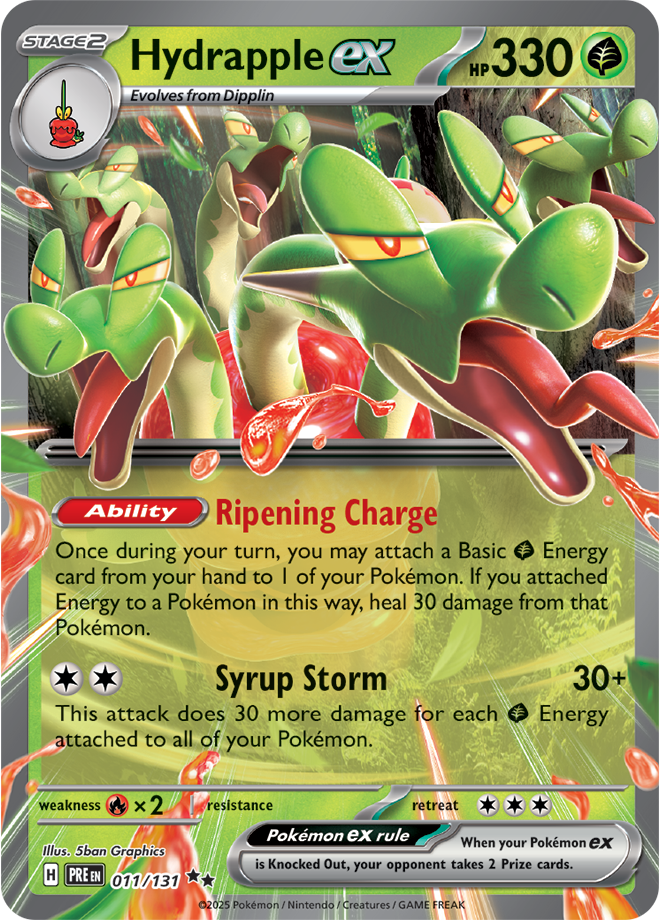 STAGE2 Hydrapple ex HP330
Evolves from Dipplin
Ability Ripening Charge
Once during your turn, you may attach a Basic Energy
card from your hand to 1 of your Pokémon. If you attached
Energy to a Pokémon in this way, heal 30 damage from that
Pokémon.
Syrup Storm 30+
This attack does 30 more damage for each Energy
attached to all of your Pokémon.
weakness ×2 resistance retreat
Illus. 5ban Graphics
Pokémon ex rule When your Pokémon ex
is Knocked Out, your opponent takes 2 Prize cards.
H PRE EN 011/131
©2025 Pokémon / Nintendo / Creatures / GAME FREAK